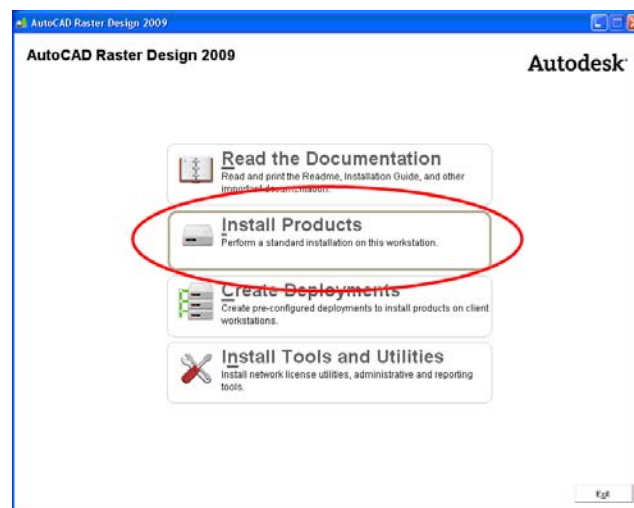 AutoCAD Raster Design 2009
AutoCAD Raster Design 2009
Autodesk
Read the Documentation
Read and print the Readme, Installation Guide, and other
important documentation.
Install Products
Perform a standard installation on this workstation.
Create Deployments
Create pre-configured deployments to install products on client
workstations.
Install Tools and Utilities
Install network license utilities, administrative and reporting
tools.
Exit